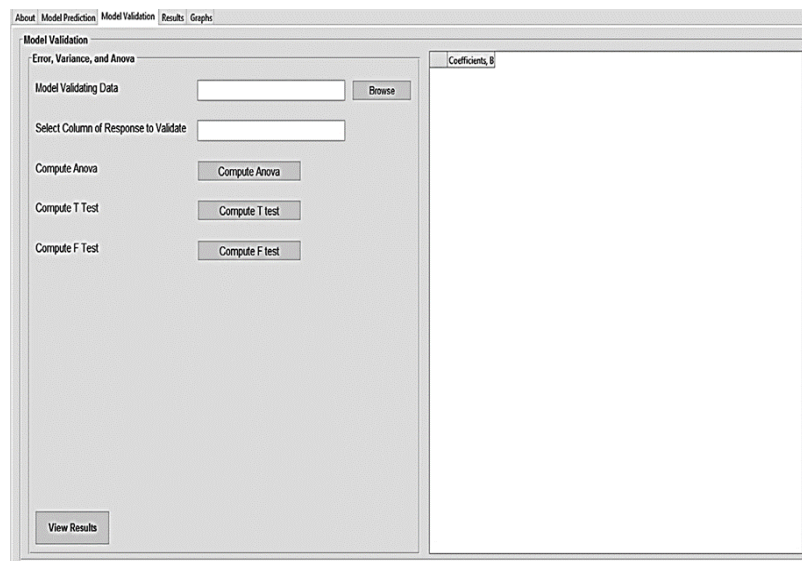 About Model Prediction Model Validation Results Graphs
Model Validation
Error, Variance, and Anova
Coefficients, B
Model Validating Data
Browse
Select Column of Response to Validate
Compute Anova Compute Anova
Compute T Test Compute T test
Compute F Test Compute F test
View Results